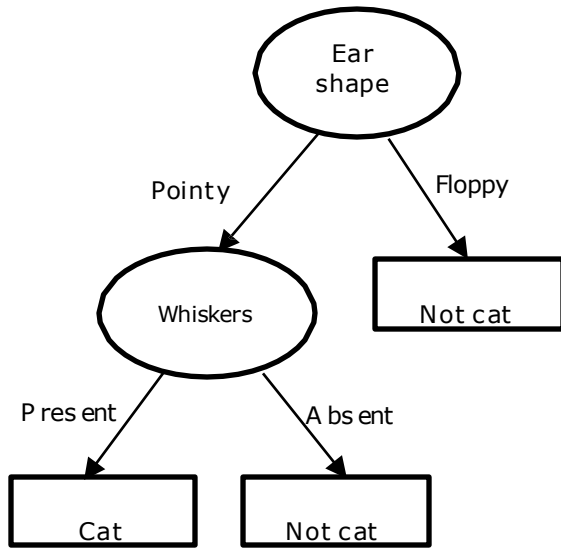 Ear
shape
Pointy
Floppy
Whiskers
Not cat
Present
Absent
Cat
Not cat